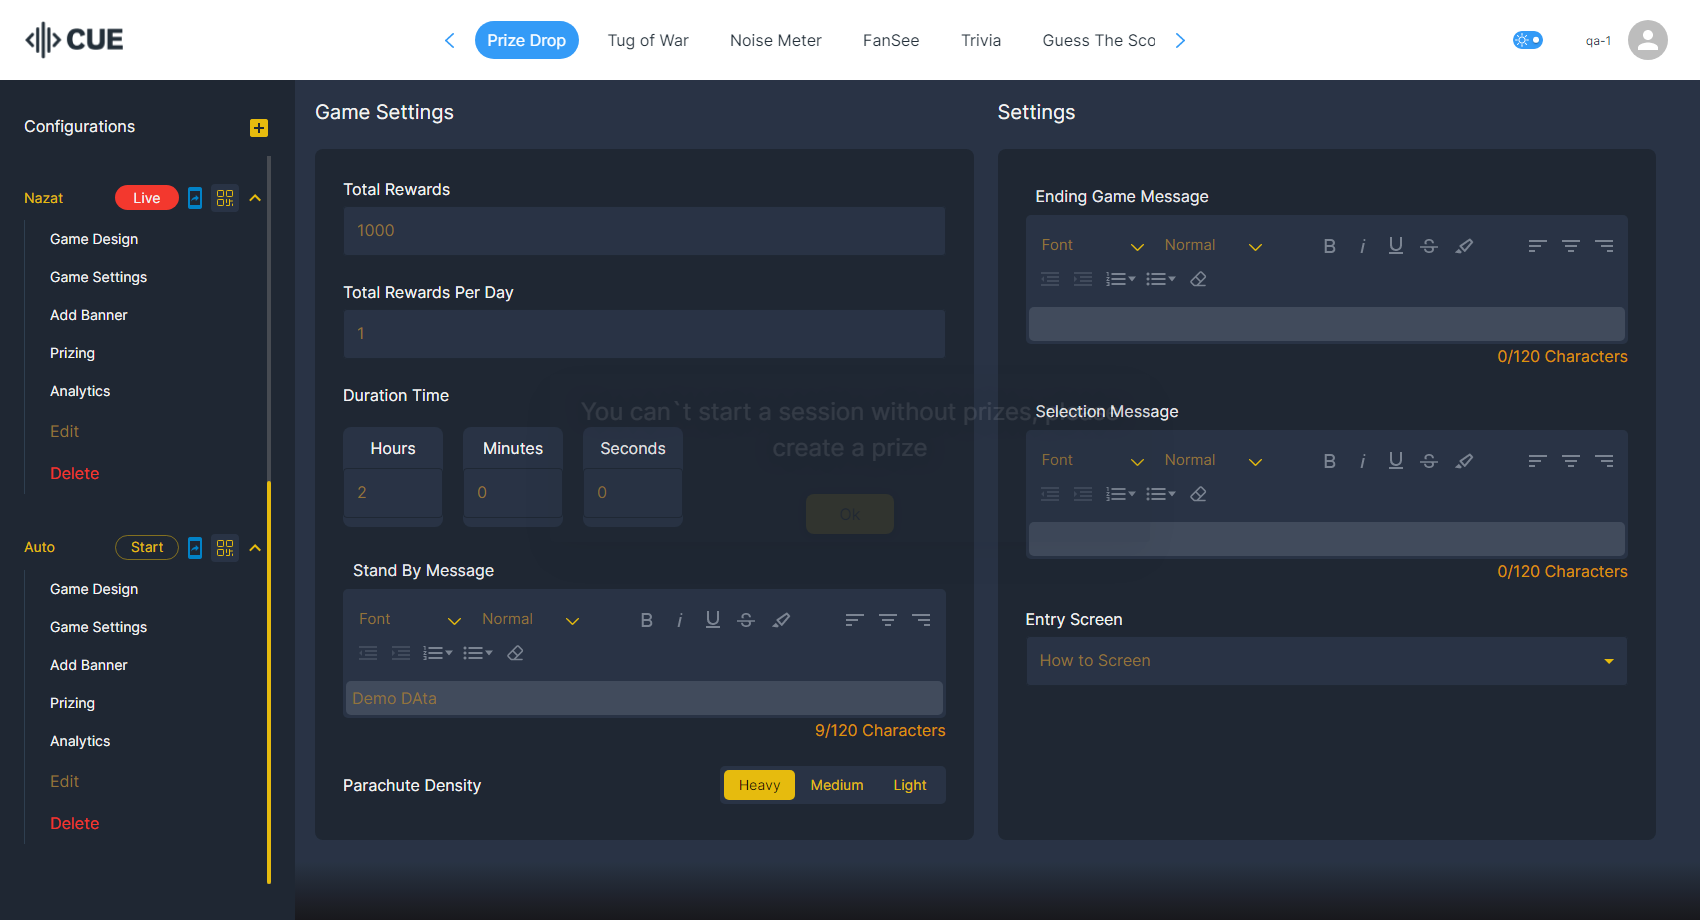 CUE
Prize Drop
Tug of War
Noise Meter
FanSee
Trivia
Guess The Sco
qa-1
Configurations
Nazat
Live
Game Design
Game Settings
Add Banner
Prizing
Analytics
Edit
Delete
Auto
Start
Game Design
Game Settings
Add Banner
Prizing
Analytics
Edit
Delete
Game Settings
Total Rewards
1000
Total Rewards Per Day
1
Duration Time
Hours
Minutes
Seconds
2
0
0
You can`t start a session without prizes,
create a prize
Ok
Stand By Message
Font
Normal
Demo DAta
9/120 Characters
Parachute Density
Heavy
Medium
Light
Settings
Ending Game Message
Font
Normal
0/120 Characters
Selection Message
Font
Normal
0/120 Characters
Entry Screen
How to Screen